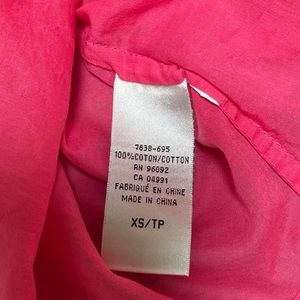 7838-695
100%COTON/COTTON
RN 96092
CA 04991
FABRIQUÉ EN CHINE
MADE IN CHINA
XS/TP